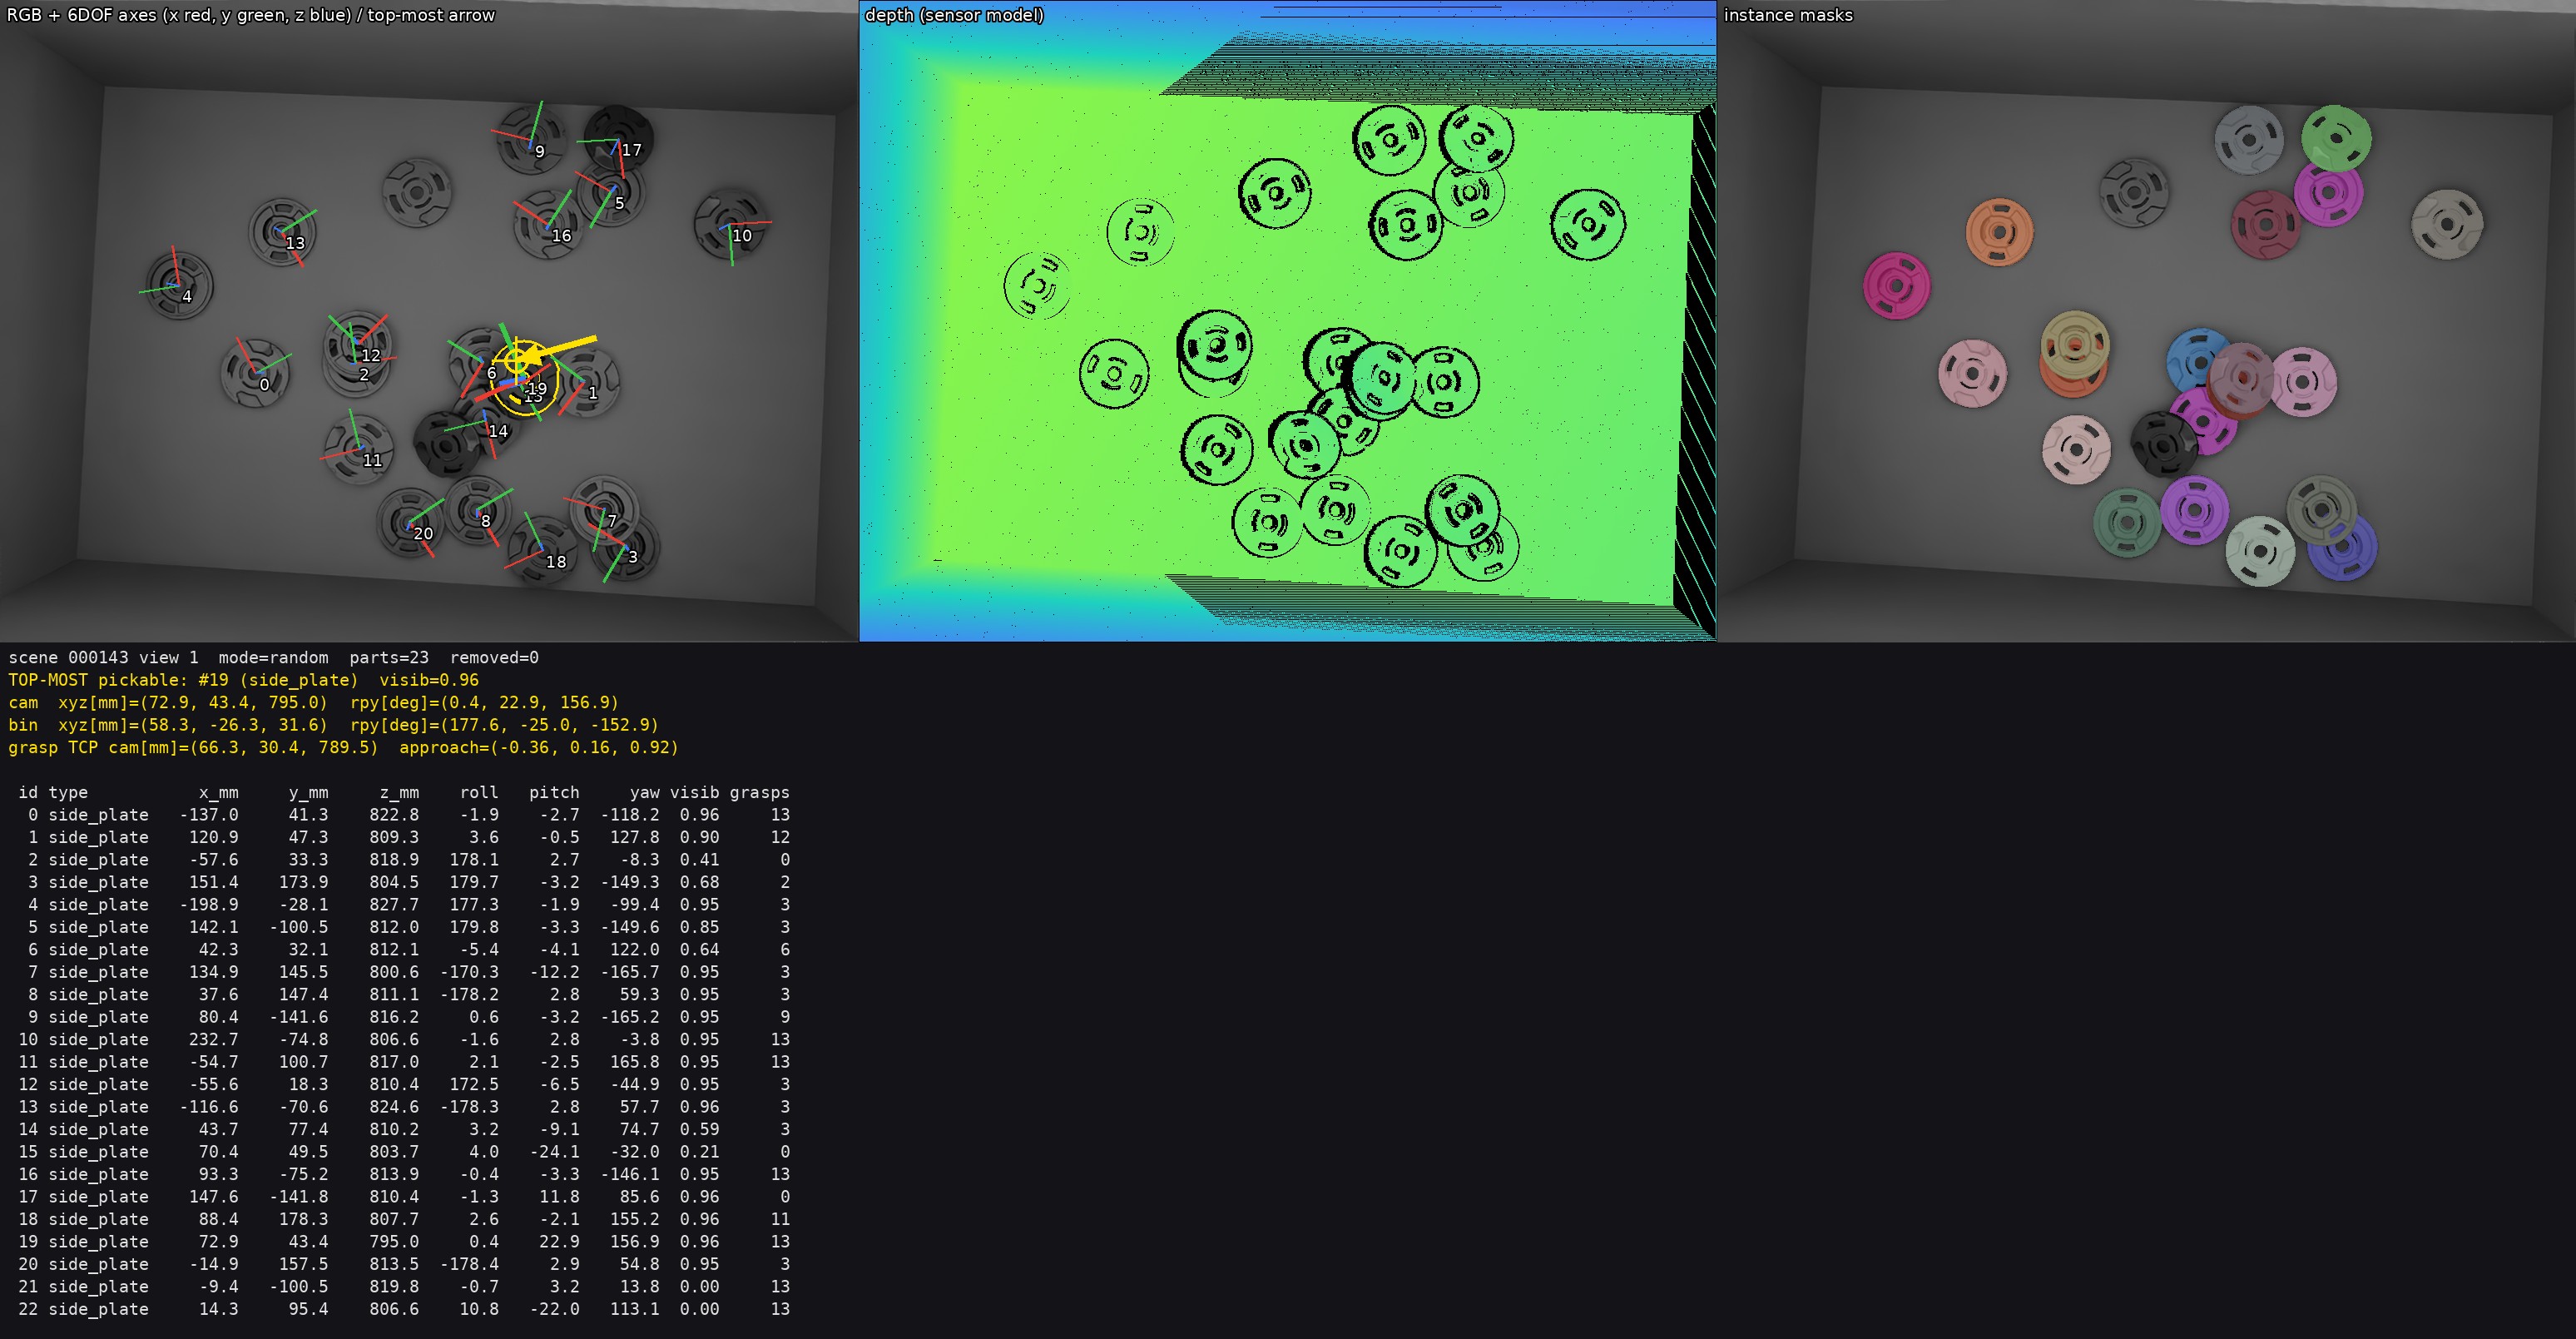 RGB + 6DOF axes (x red, y green, z blue) / top-most arrow
depth (sensor model)
instance masks
9
17
5
16
10
13
4
12
2
0
6
19
1
14
11
20
8
7
18
3
scene 000143 view 1 mode=random parts=23 removed=0
TOP-MOST pickable: #19 (side_plate) visib=0.96
cam xyz[mm]=(72.9, 43.4, 795.0) rpy[deg]=(0.4, 22.9, 156.9)
bin xyz[mm]=(58.3, -26.3, 31.6) rpy[deg]=(177.6, -25.0, -152.9)
grasp TCP cam[mm]=(66.3, 30.4, 789.5) approach=(-0.36, 0.16, 0.92)
id type x_mm y_mm z_mm roll pitch yaw visib grasps
0 side_plate -137.0 41.3 822.8 -1.9 -2.7 -118.2 0.96 13
1 side_plate 120.9 47.3 809.3 3.6 -0.5 127.8 0.90 12
2 side_plate -57.6 33.3 818.9 178.1 2.7 -8.3 0.41 0
3 side_plate 151.4 173.9 804.5 179.7 -3.2 -149.3 0.68 2
4 side_plate -198.9 -28.1 827.7 177.3 -1.9 -99.4 0.95 3
5 side_plate 142.1 -100.5 812.0 179.8 -3.3 -149.6 0.85 3
6 side_plate 42.3 32.1 812.1 -5.4 -4.1 122.0 0.64 6
7 side_plate 134.9 145.5 800.6 -170.3 -12.2 -165.7 0.95 3
8 side_plate 37.6 147.4 811.1 -178.2 2.8 59.3 0.95 3
9 side_plate 80.4 -141.6 816.2 0.6 -3.2 -165.2 0.95 9
10 side_plate 232.7 -74.8 806.6 -1.6 2.8 -3.8 0.95 13
11 side_plate -54.7 100.7 817.0 2.1 -2.5 165.8 0.95 13
12 side_plate -55.6 18.3 810.4 172.5 -6.5 -44.9 0.95 3
13 side_plate -116.6 -70.6 824.6 -178.3 2.8 57.7 0.96 3
14 side_plate 43.7 77.4 810.2 3.2 -9.1 74.7 0.59 3
15 side_plate 70.4 49.5 803.7 4.0 -24.1 -32.0 0.21 0
16 side_plate 93.3 -75.2 813.9 -0.4 -3.3 -146.1 0.95 13
17 side_plate 147.6 -141.8 810.4 -1.3 11.8 85.6 0.96 0
18 side_plate 88.4 178.3 807.7 2.6 -2.1 155.2 0.96 11
19 side_plate 72.9 43.4 795.0 0.4 22.9 156.9 0.96 13
20 side_plate -14.9 157.5 813.5 -178.4 2.9 54.8 0.95 3
21 side_plate -9.4 -100.5 819.8 -0.7 3.2 13.8 0.00 13
22 side_plate 14.3 95.4 806.6 10.8 -22.0 113.1 0.00 13